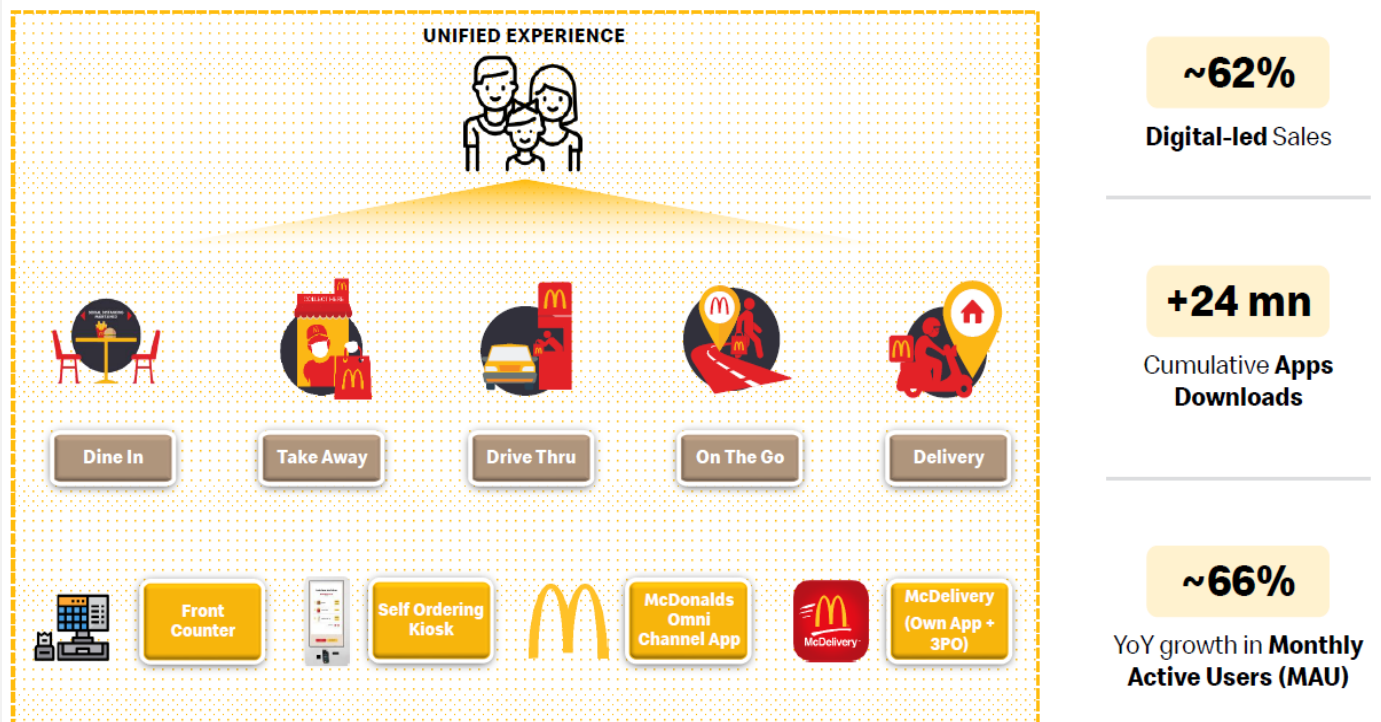 UNIFIED EXPERIENCE
~62%
Digital-led Sales
COLLECT HERE
+24 mn
Cumulative Apps
Downloads
Dine In
Take Away
Drive Thru
On The Go
Delivery
Front
Counter
Self Ordering
Kiosk
McDonalds
Omni
Channel App
McDelivery
McDelivery
(Own App +
3PO)
~66%
YoY growth in Monthly
Active Users (MAU)